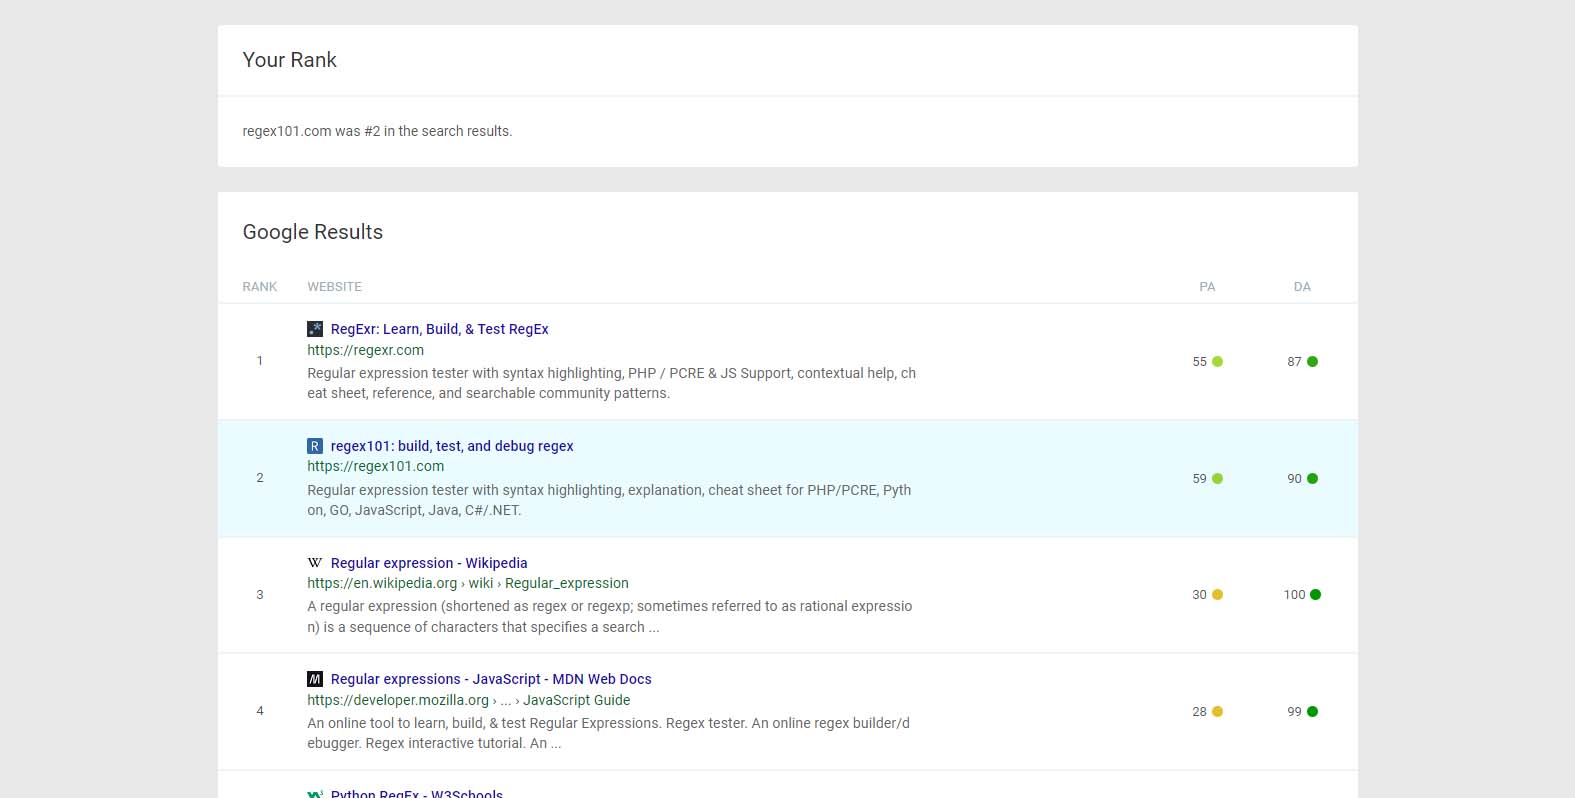 Your Rank
regex101.com was #2 in the search results.
Google Results
RANK WEBSITE PA DA
RegExr: Learn, Build, & Test RegEx
https://regexr.com
1 55 87
Regular expression tester with syntax highlighting, PHP / PCRE & JS Support, contextual help, ch
eat sheet, reference, and searchable community patterns.
R regex101: build, test, and debug regex
https://regex101.com
2 59 90
Regular expression tester with syntax highlighting, explanation, cheat sheet for PHP/PCRE, Pyth
on, GO, JavaScript, Java, C#/.NET.
W Regular expression - Wikipedia
https://en.wikipedia.org › wiki › Regular_expression
3 30 100
A regular expression (shortened as regex or regexp; sometimes referred to as rational expressio
n) is a sequence of characters that specifies a search ...
M Regular expressions - JavaScript - MDN Web Docs
https://developer.mozilla.org › ... › JavaScript Guide
4 28 99
An online tool to learn, build, & test Regular Expressions. Regex tester. An online regex builder/d
ebugger. Regex interactive tutorial. An ...
Python RegEx - W3Schools